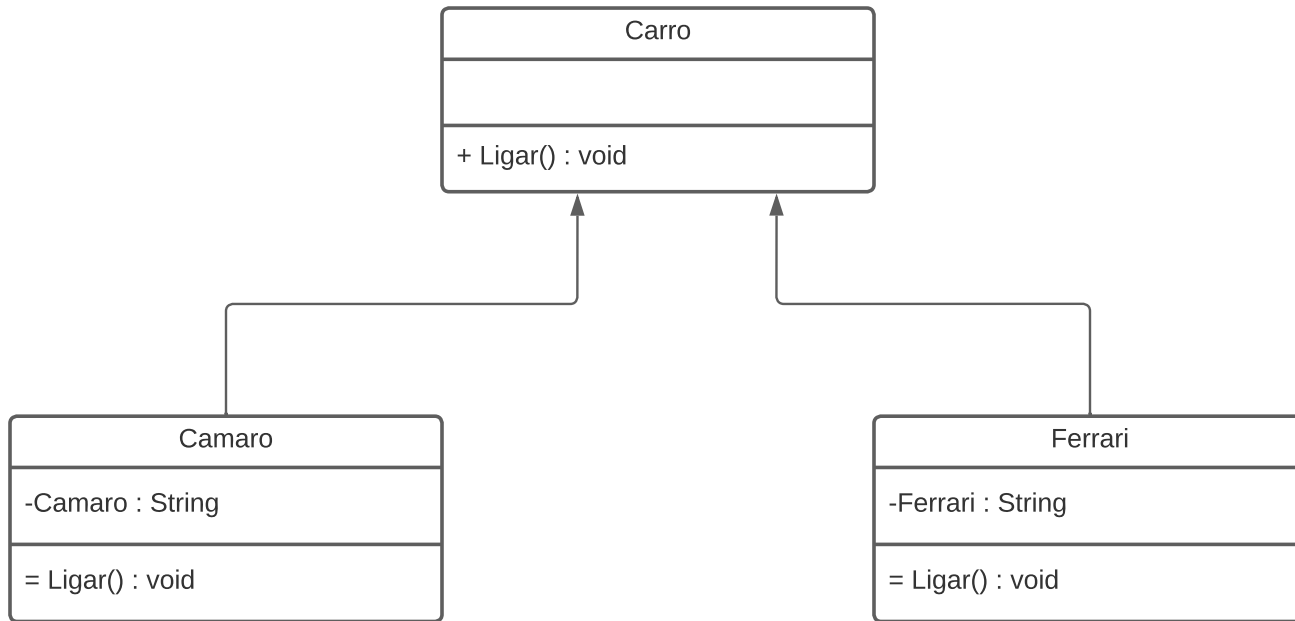 Carro
+ Ligar() : void
Camaro
-Camaro : String
= Ligar() : void
Ferrari
-Ferrari : String
= Ligar() : void